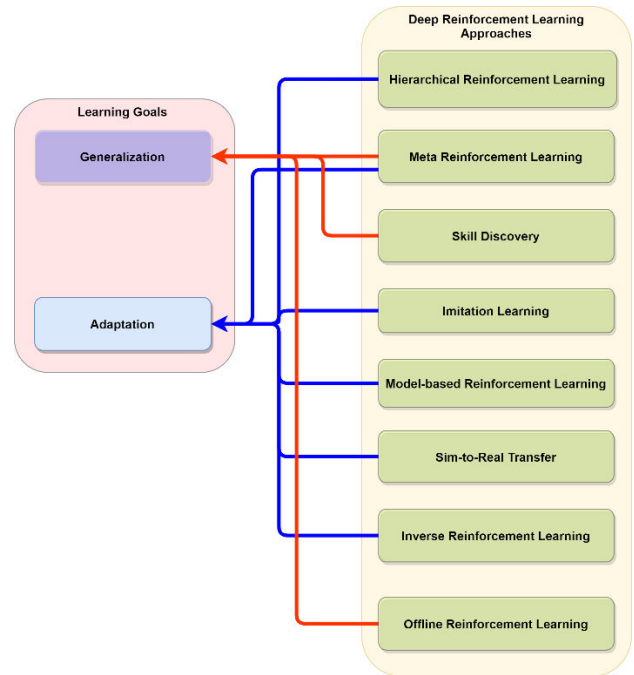 Deep Reinforcement Learning
Approaches
Hierarchical Reinforcement Learning
Learning Goals
Generalization
Meta Reinforcement Learning
Skill Discovery
Adaptation
Imitation Learning
Model-based Reinforcement Learning
Sim-to-Real Transfer
Inverse Reinforcement Learning
Offline Reinforcement Learning